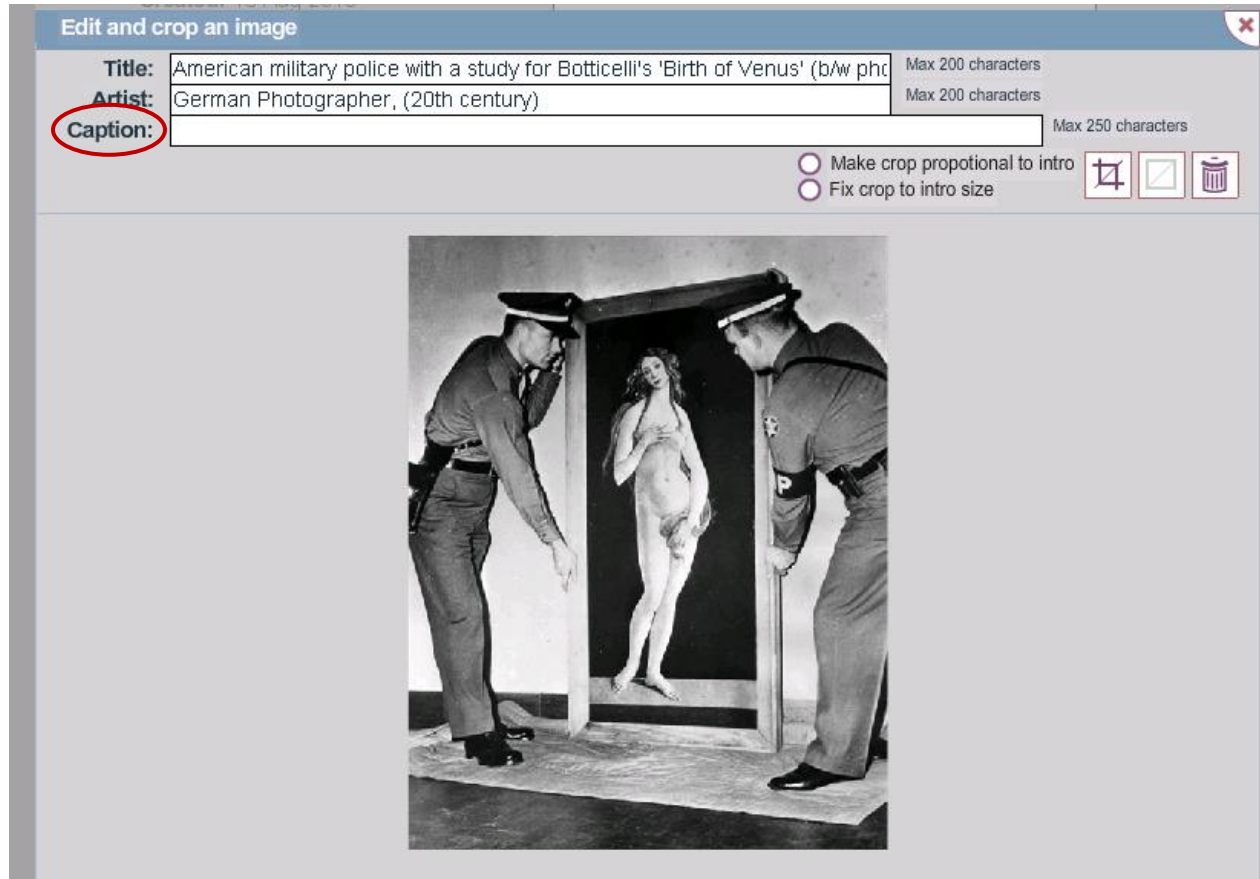 Edit and crop an image
Title: American military police with a study for Botticelli's 'Birth of Venus' (b/w pho Max 200 characters
Artist: German Photographer, (20th century) Max 200 characters
Caption: Max 250 characters
Make crop propotional to intro
Fix crop to intro size
P